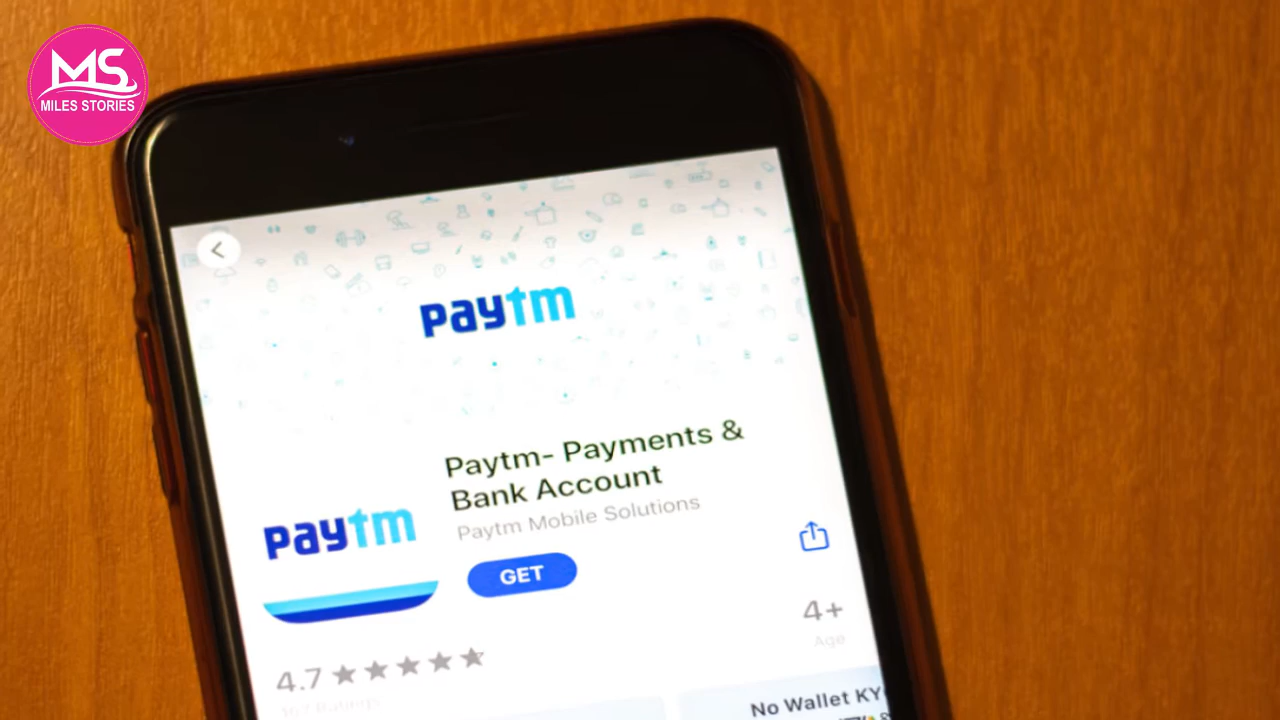 MS
MILES STORIES
paytm
Paytm- Payments &
Bank Account
Paytm Mobile Solutions
paytm
GET
4+
Age
4.7
No Wallet KY